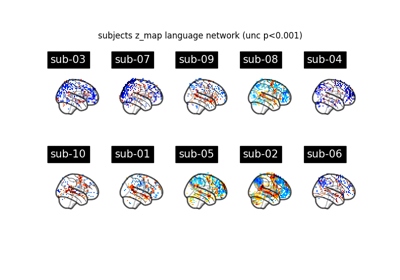 subjects z_map language network (unc p<0.001)
sub-03 sub-07 sub-09 sub-08 sub-04
sub-10 sub-01 sub-05 sub-02 sub-06